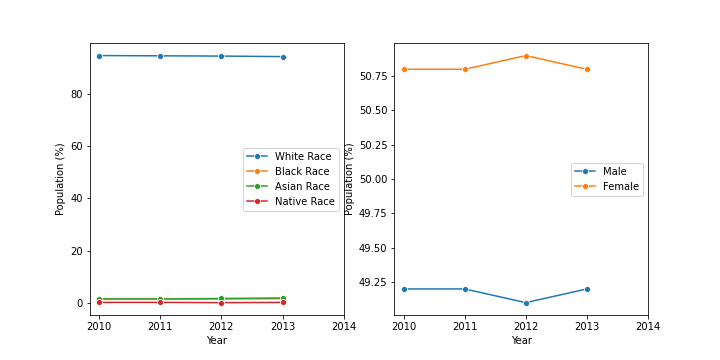 80
60
40
20
0
2010 2011 2012 2013 2014
Year
Population (%)
White Race
Black Race
Asian Race
Native Race
50.75
50.50
50.25
50.00
49.75
49.50
49.25
2010 2011 2012 2013 2014
Year
Population (%)
Male
Female